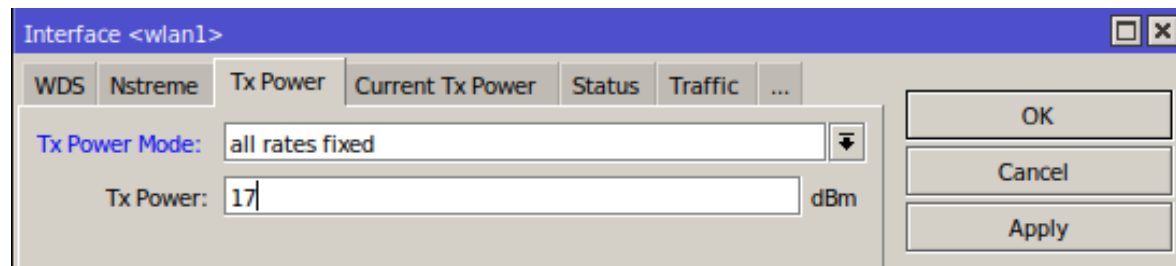 Interface <wlan1>
WDS Nstreme Tx Power Current Tx Power Status Traffic ...
Tx Power Mode: all rates fixed
Tx Power: 17 dBm
OK
Cancel
Apply